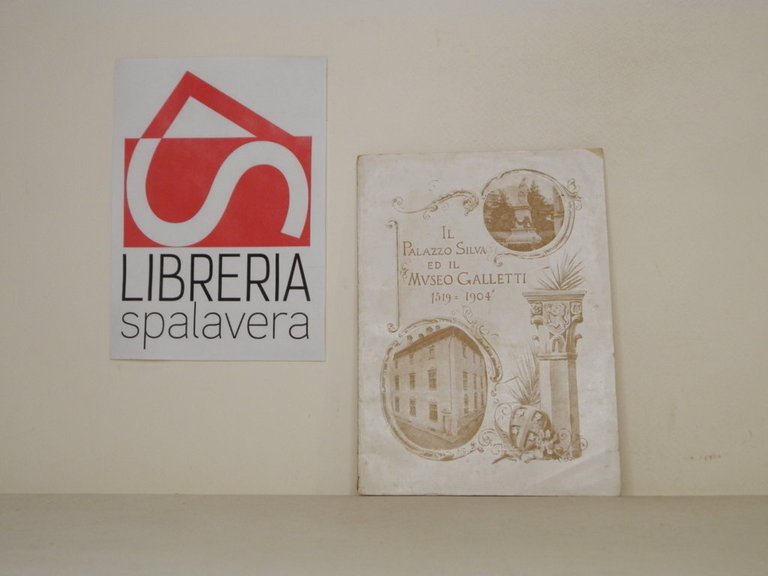 LIBRERIA
spalavera
IL
PALAZZO SILVA
ED IL
MVSEO GALLETTI
1519 = 1904